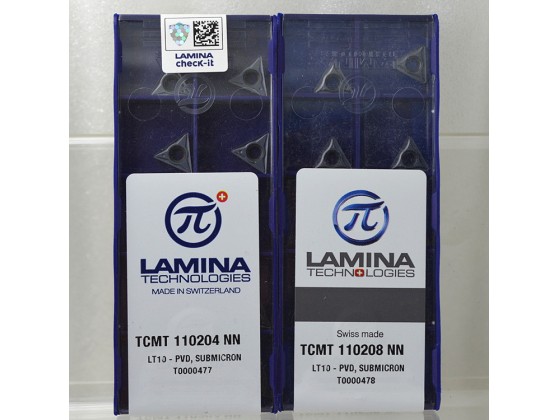 LAMINA
check-it
π
LAMINA
TECHNOLOGIES
MADE IN SWITZERLAND
TCMT 110204 NN
LT10 - PVD, SUBMICRON
T0000477
π
LAMINA
TECHNOLOGIES
Swiss made
TCMT 110208 NN
LT10 - PVD, SUBMICRON
T0000478